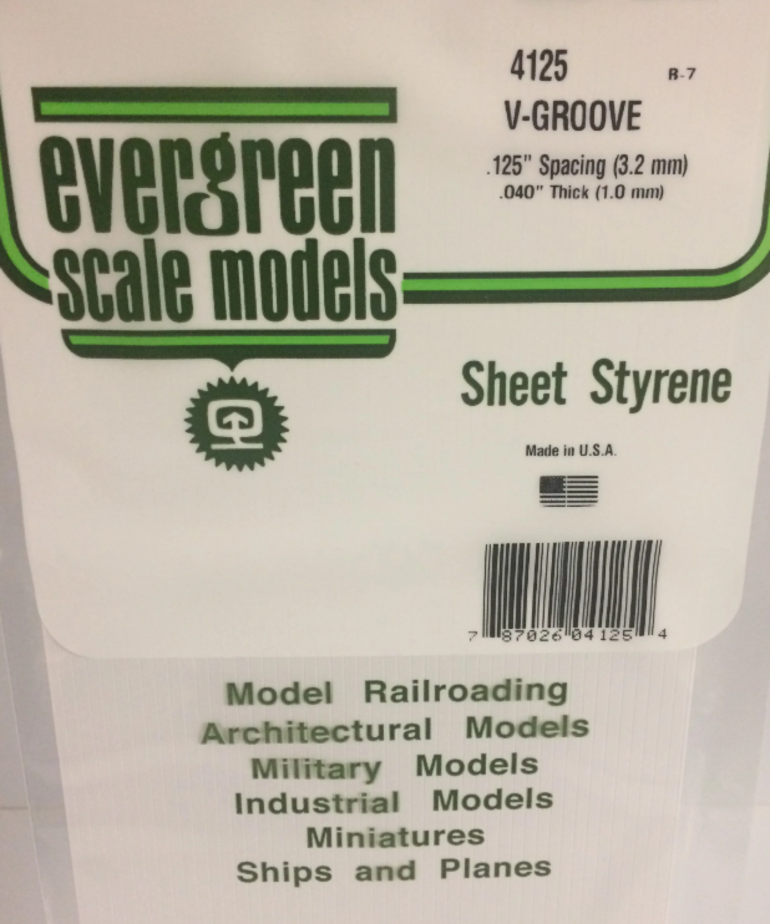 4125 R-7
V-GROOVE
.125" Spacing (3.2 mm)
.040" Thick (1.0 mm)
evergreen
scale models
Sheet Styrene
Made in U.S.A.
7 87026 04125 4
Model Railroading
Architectural Models
Military Models
Industrial Models
Miniatures
Ships and Planes